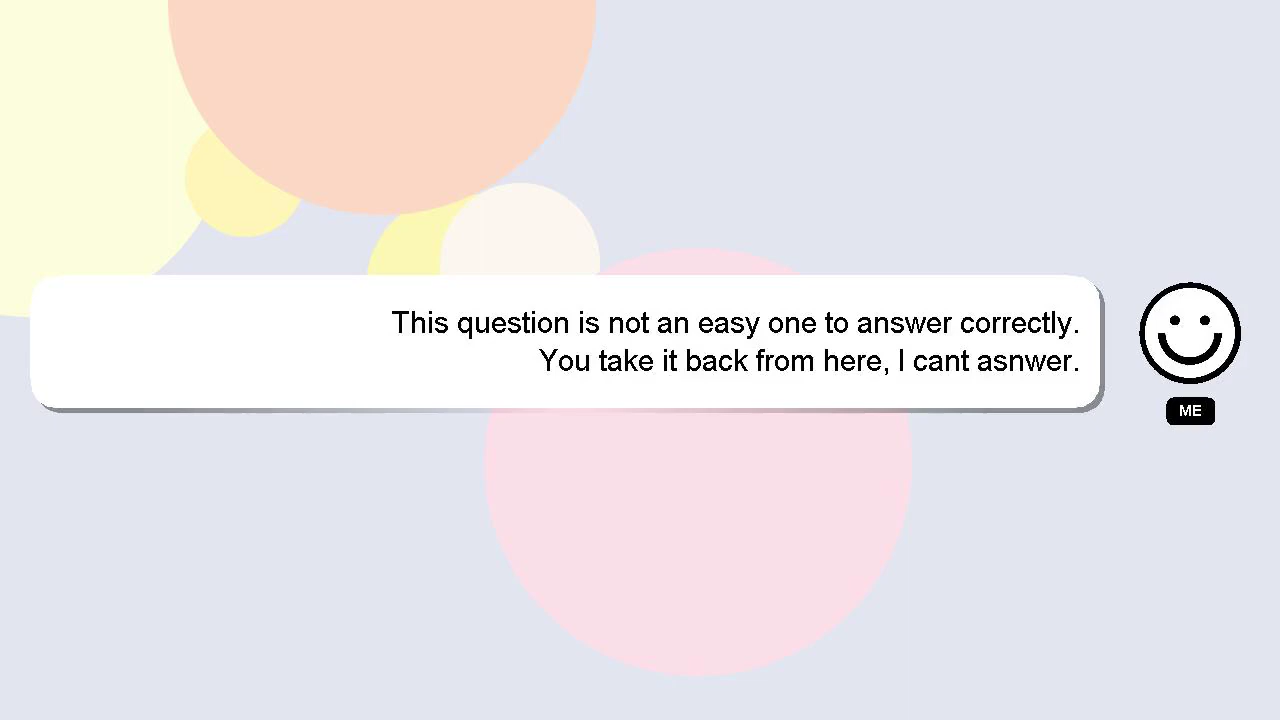 This question is not an easy one to answer correctly.
You take it back from here, I cant asnwer.
ME